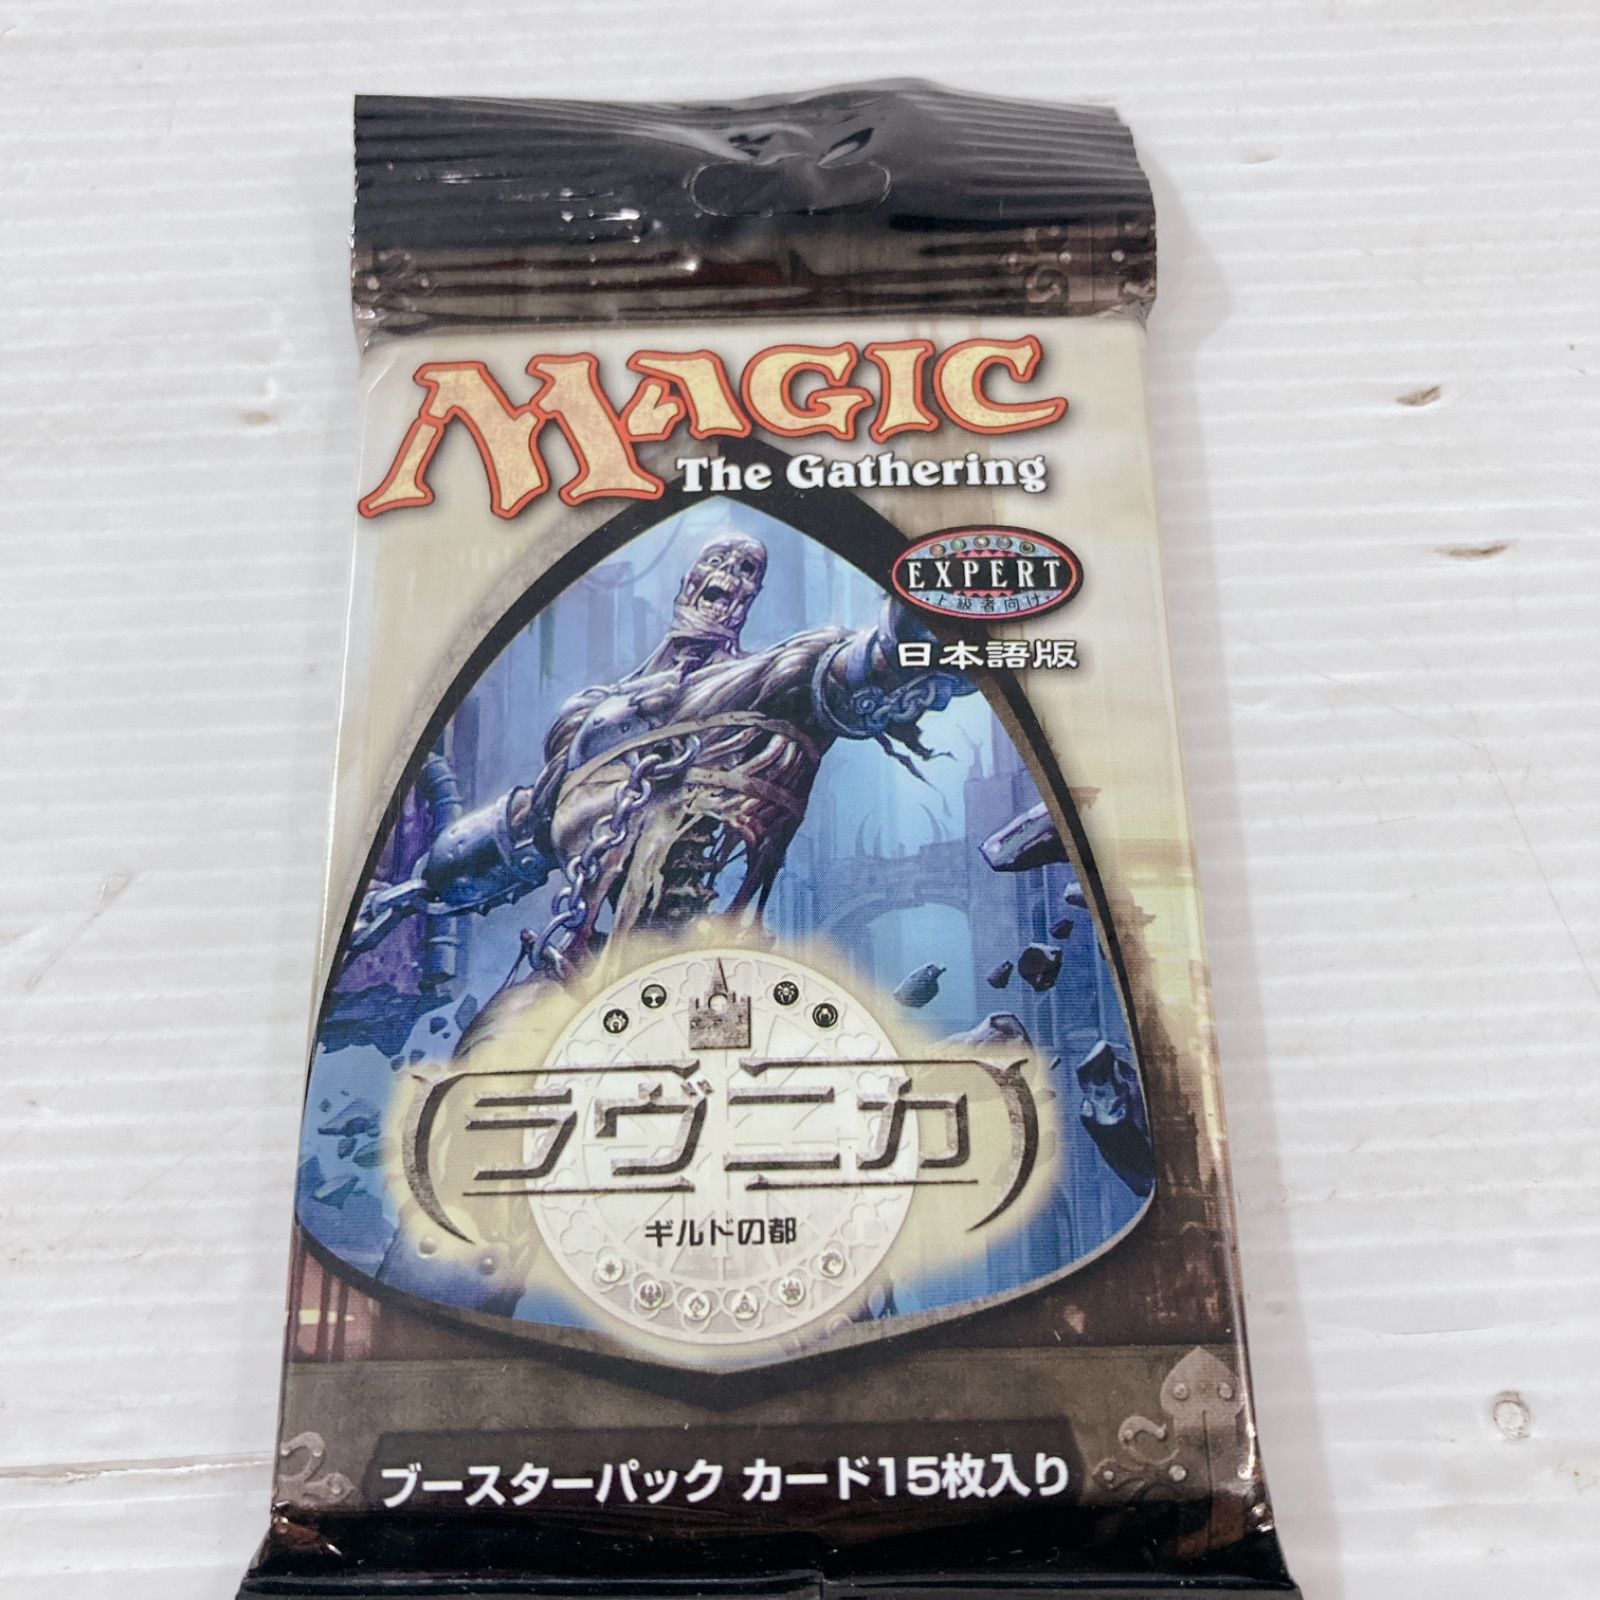 MAGIC
The Gathering
EXPERT
上級者向け
日本語版
ラヴニカ
ギルドの都
ブースターパック カード15枚入り